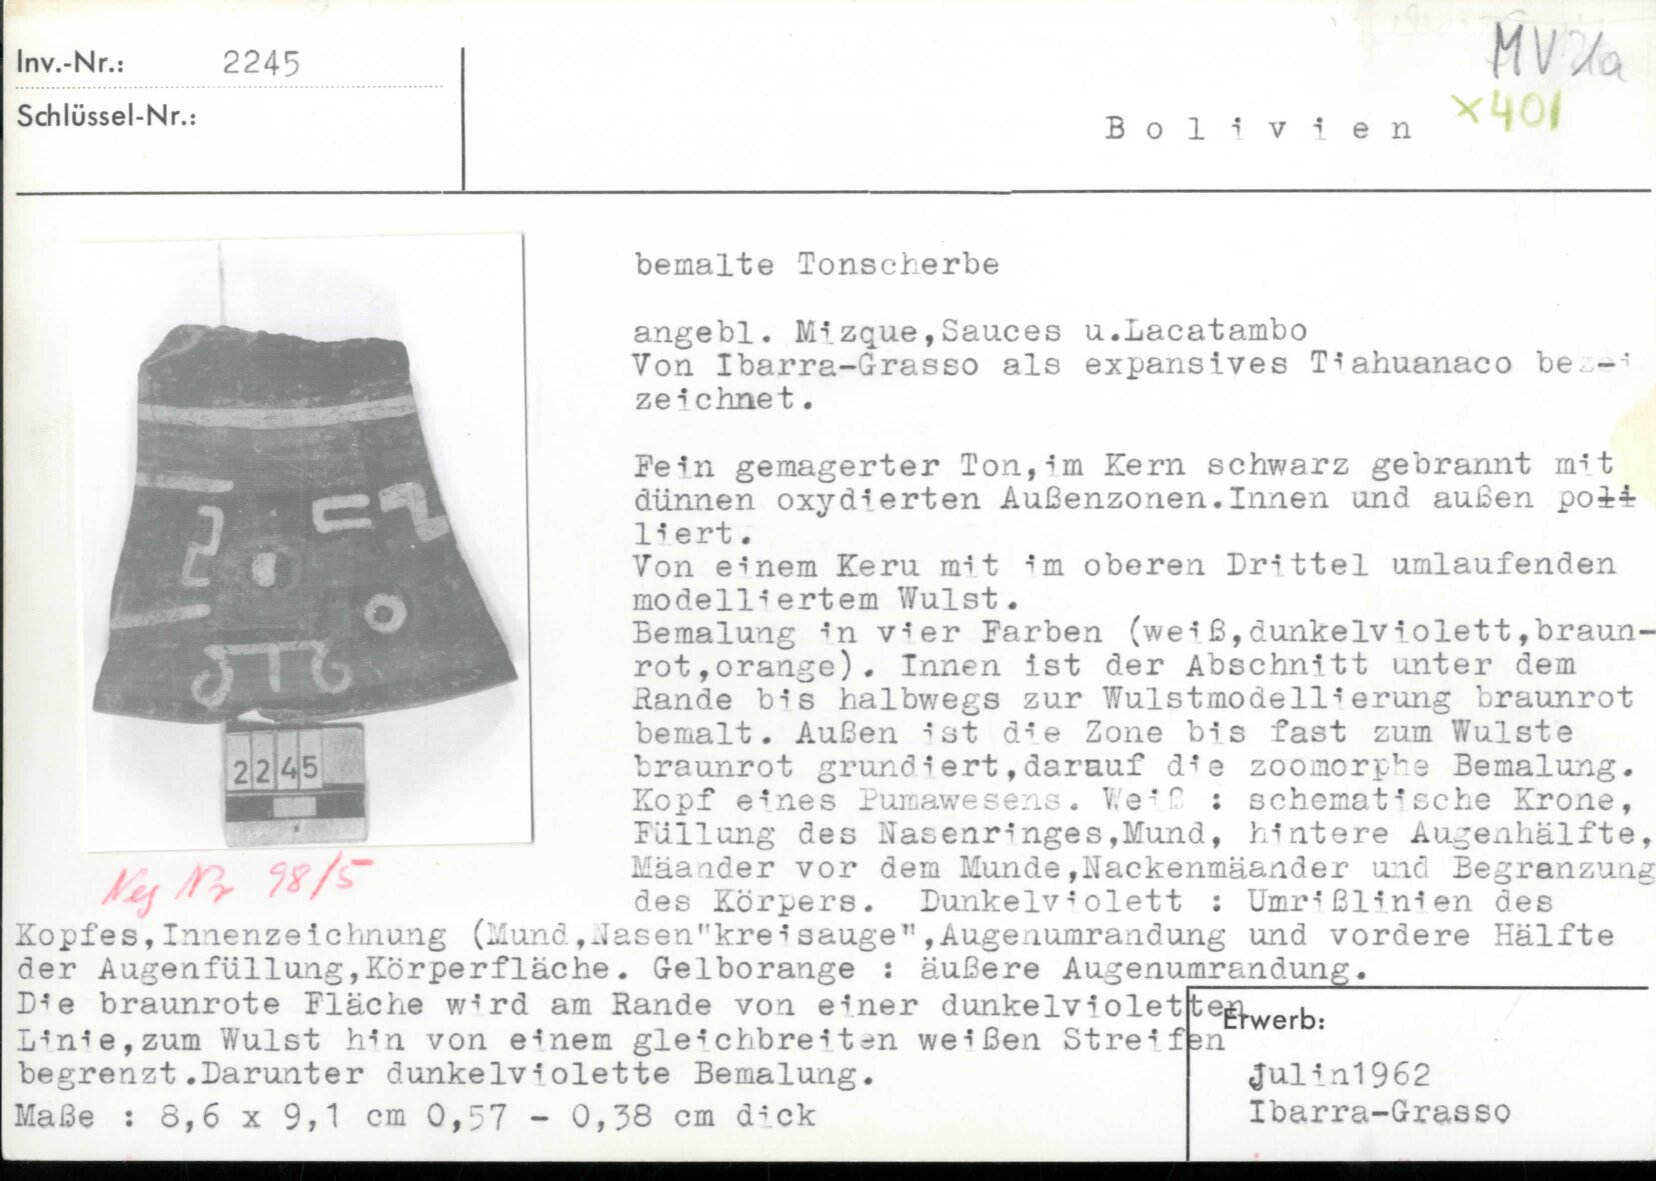 Inv.-Nr.: 2245
Schlüssel-Nr.:
MV
x401
Bolivien
bemalte Tonscherbe
angebl. Mizque,Sauces u.Lacatambo
Von Ibarra-Grasso als expansives Tiahuanaco be
zeichnet.
Fein gemagerter Ton,im Kern schwarz gebrannt mit
dünnen oxydierten Außenzonen.Innen und außen poli
liert.
Von einem Keru mit im oberen Drittel umlaufenden
modelliertem Wulst.
Bemalung in vier Farben (weiß,dunkelviolett,braun-
rot,orange). Innen ist der Abschnitt unter dem
Rande bis halbwegs zur Wulstmodellierung braunrot
bemalt. Außen ist die Zone bis fast zum Wulste
braunrot grundiert,darauf die zoomorphe Bemalung.
Kopf eines Pumawesens. Weiß : schematische Krone,
Füllung des Nasenringes,Mund, hintere Augenhälfte,
Mäander vor dem Munde,Nackenmäander und Begranzung
des Körpers. Dunkelviolett : Umrißlinien des
2245
Neg Nr 98/5
Kopfes,Innenzeichnung (Mund,Nasen"kreisauge",Augenumrandung und vordere Hälfte
der Augenfüllung,Körperfläche. Gelborange : äußere Augenumrandung.
Die braunrote Fläche wird am Rande von einer dunkelvioletten
Linie,zum Wulst hin von einem gleichbreiten weißen Streifen
begrenzt.Darunter dunkelviolette Bemalung.
Maße : 8,6 x 9,1 cm 0,57 - 0,38 cm dick
Erwerb:
Julin1962
Ibarra-Grasso